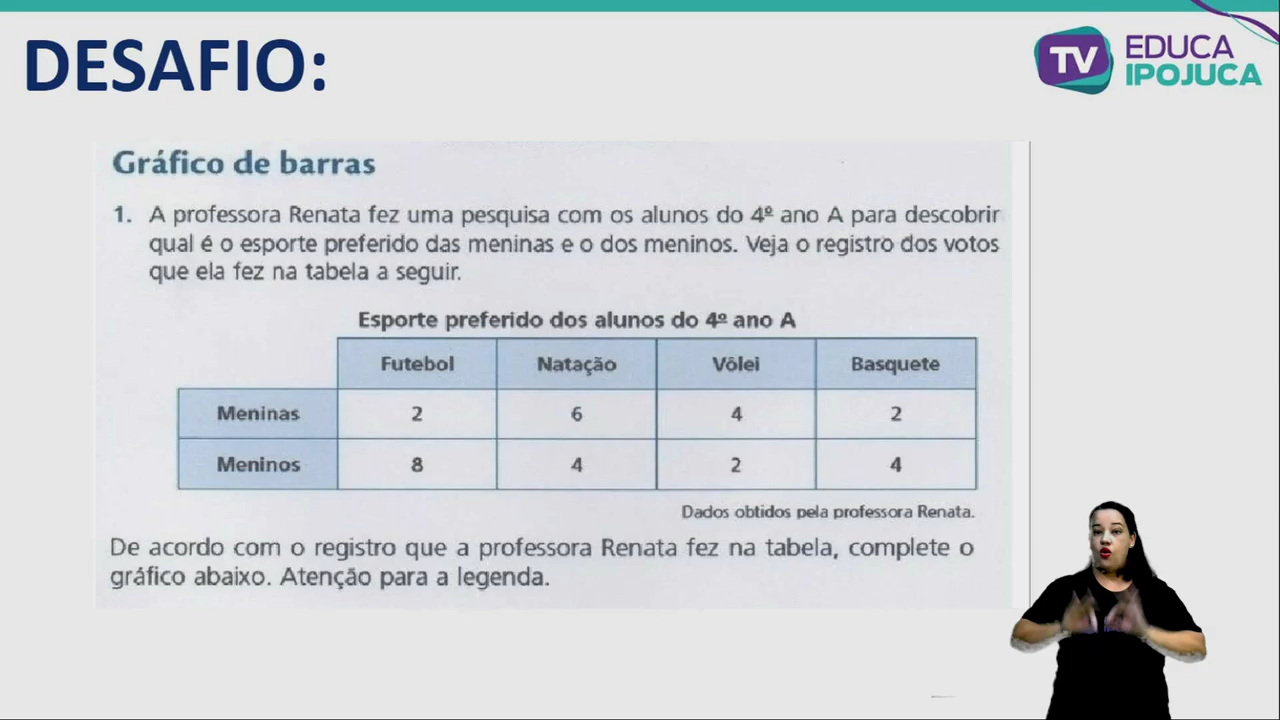 DESAFIO:
TV EDUCA
IPOJUCA
Gráfico de barras
1. A professora Renata fez uma pesquisa com os alunos do 4º ano A para descobrir
qual é o esporte preferido das meninas e o dos meninos. Veja o registro dos votos
que ela fez na tabela a seguir.
Esporte preferido dos alunos do 4º ano A
Futebol Natação Vôlei Basquete
Meninas 2 6 4 2
Meninos 8 4 2 4
Dados obtidos pela professora Renata.
De acordo com o registro que a professora Renata fez na tabela, complete o
gráfico abaixo. Atenção para a legenda.